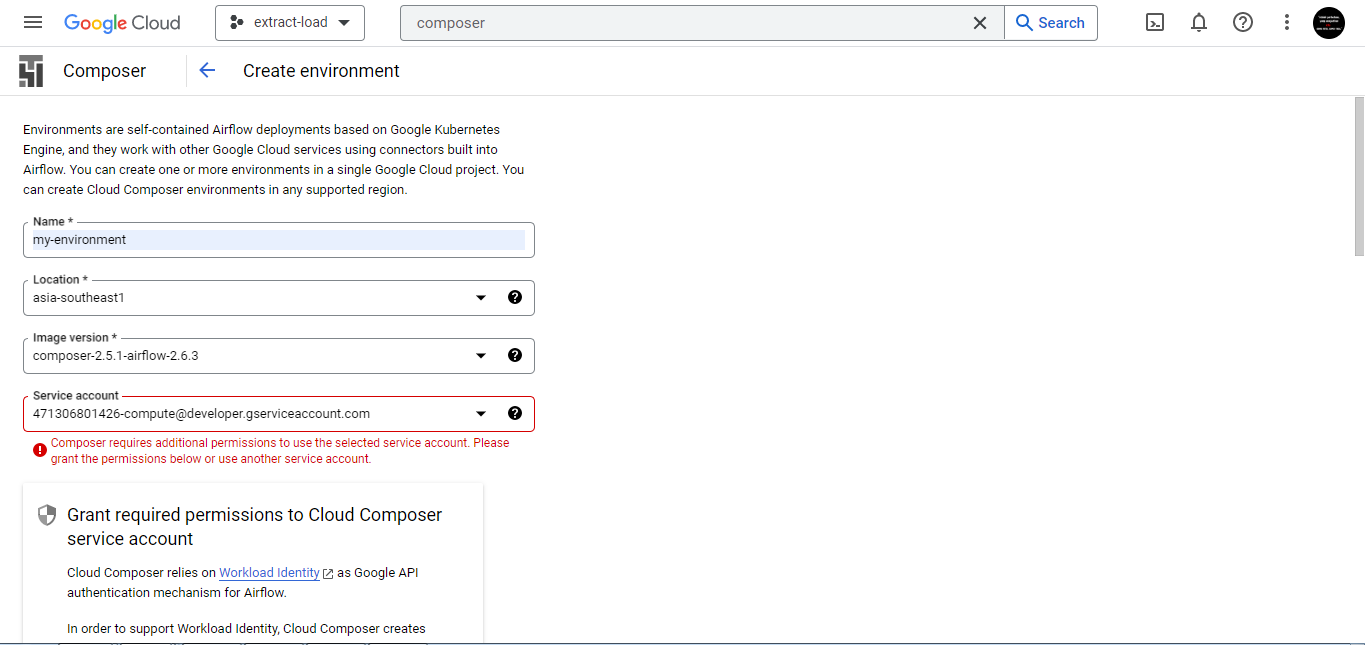 Google Cloud
extract-load
composer
Search
Composer
Create environment
Environments are self-contained Airflow deployments based on Google Kubernetes
Engine, and they work with other Google Cloud services using connectors built into
Airflow. You can create one or more environments in a single Google Cloud project. You
can create Cloud Composer environments in any supported region.
Name *
my-environment
Location *
asia-southeast1
Image version *
composer-2.5.1-airflow-2.6.3
Service account
471306801426-compute@developer.gserviceaccount.com
Composer requires additional permissions to use the selected service account. Please
grant the permissions below or use another service account.
Grant required permissions to Cloud Composer
service account
Cloud Composer relies on Workload Identity as Google API
authentication mechanism for Airflow.
In order to support Workload Identity, Cloud Composer creates